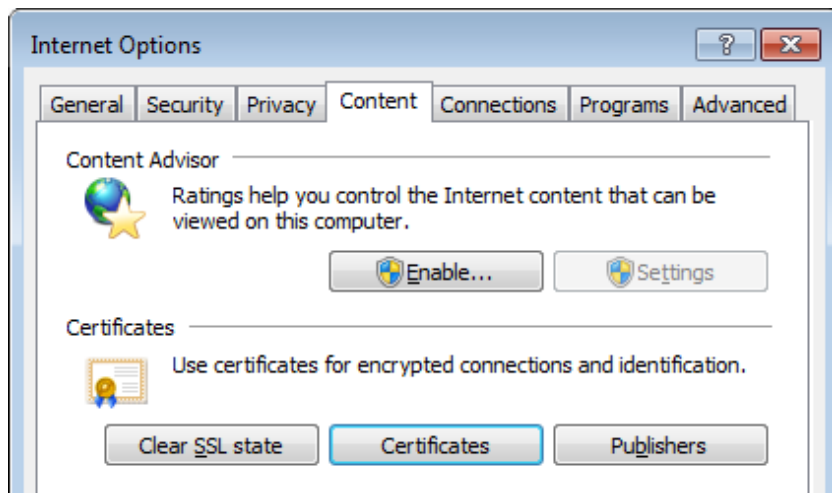 Internet Options
General Security Privacy Content Connections Programs Advanced
Content Advisor
Ratings help you control the Internet content that can be
viewed on this computer.
Enable... Settings
Certificates
Use certificates for encrypted connections and identification.
Clear SSL state Certificates Publishers